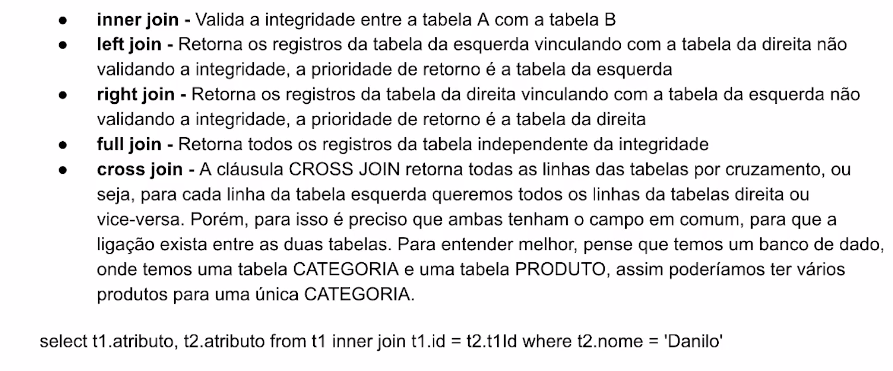 ● inner join - Valida a integridade entre a tabela A com a tabela B
● left join - Retorna os registros da tabela da esquerda vinculando com a tabela da direita não
validando a integridade, a prioridade de retorno é a tabela da esquerda
● right join - Retorna os registros da tabela da direita vinculando com a tabela da esquerda não
validando a integridade, a prioridade de retorno é a tabela da direita
● full join - Retorna todos os registros da tabela independente da integridade
● cross join - A cláusula CROSS JOIN retorna todas as linhas das tabelas por cruzamento, ou
seja, para cada linha da tabela esquerda queremos todos os linhas da tabelas direita ou
vice-versa. Porém, para isso é preciso que ambas tenham o campo em comum, para que a
ligação exista entre as duas tabelas. Para entender melhor, pense que temos um banco de dado,
onde temos uma tabela CATEGORIA e uma tabela PRODUTO, assim poderíamos ter vários
produtos para uma única CATEGORIA.
select t1.atributo, t2.atributo from t1 inner join t1.id = t2.t1Id where t2.nome = 'Danilo'